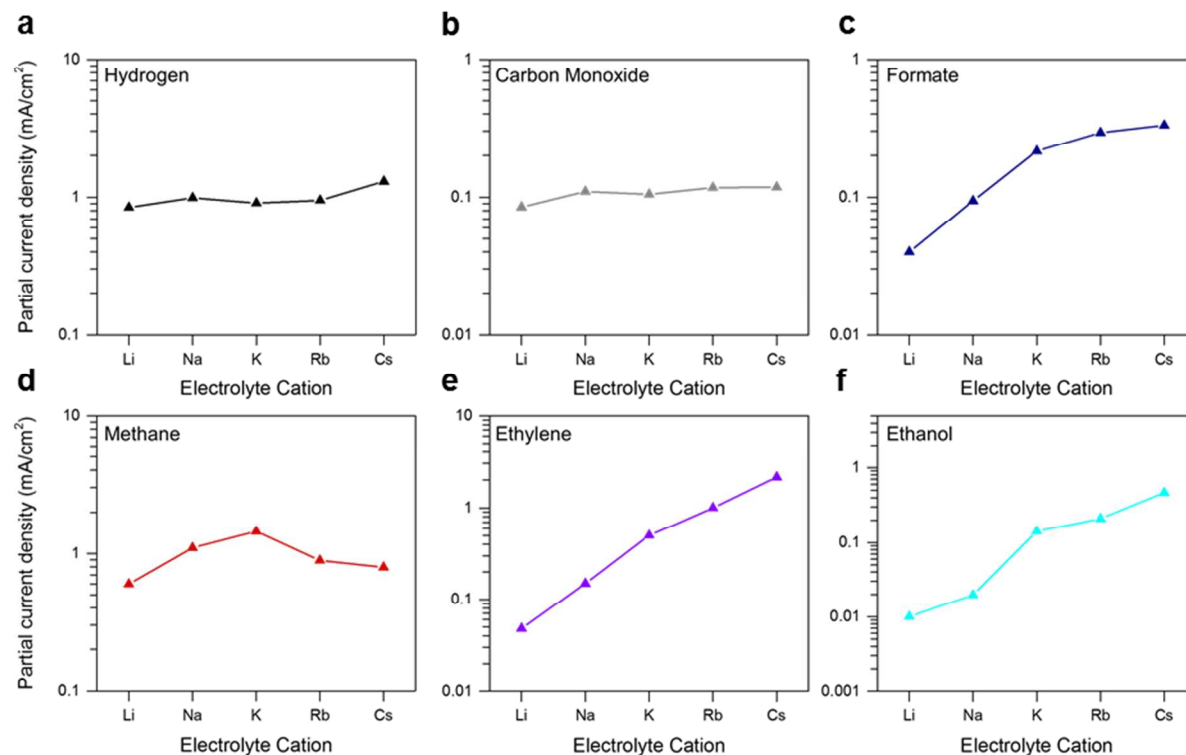 a
Hydrogen
10
1
0.1
Partial current density (mA/cm²)
Li Na K Rb Cs
Electrolyte Cation
b
Carbon Monoxide
1
0.1
0.01
Li Na K Rb Cs
Electrolyte Cation
c
Formate
1
0.1
0.01
Li Na K Rb Cs
Electrolyte Cation
d
Methane
10
1
0.1
Partial current density (mA/cm²)
Li Na K Rb Cs
Electrolyte Cation
e
Ethylene
10
1
0.1
0.01
Li Na K Rb Cs
Electrolyte Cation
f
Ethanol
1
0.1
0.01
0.001
Li Na K Rb Cs
Electrolyte Cation